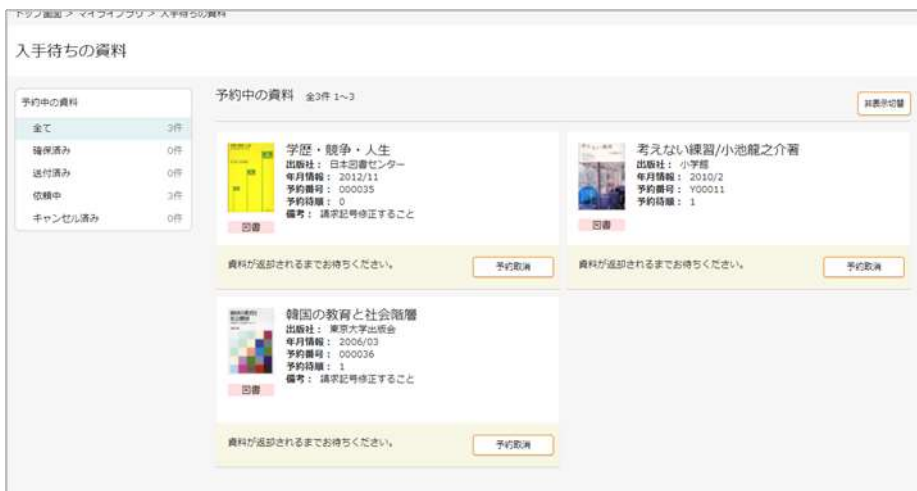 トップ画面 > マイライブラリ > 入手待ちの資料
入手待ちの資料
予約中の資料
全て 3件
確保済み 0件
送付済み 0件
依頼中 3件
キャンセル済み 0件
予約中の資料 全3件 1~3
非表示切替
学歴・競争・人生
出版社： 日本図書センター
年月情報： 2012/11
予約番号： 000035
予約待順： 0
備考： 請求記号修正すること
図書
資料が返却されるまでお待ちください。
予約取消
考えない練習/小池龍之介著
出版社： 小学館
年月情報： 2010/2
予約番号： Y00011
予約待順： 1
図書
資料が返却されるまでお待ちください。
予約取消
韓国の教育と社会階層
出版社： 東京大学出版会
年月情報： 2006/03
予約番号： 000036
予約待順： 1
備考： 請求記号修正すること
図書
資料が返却されるまでお待ちください。
予約取消